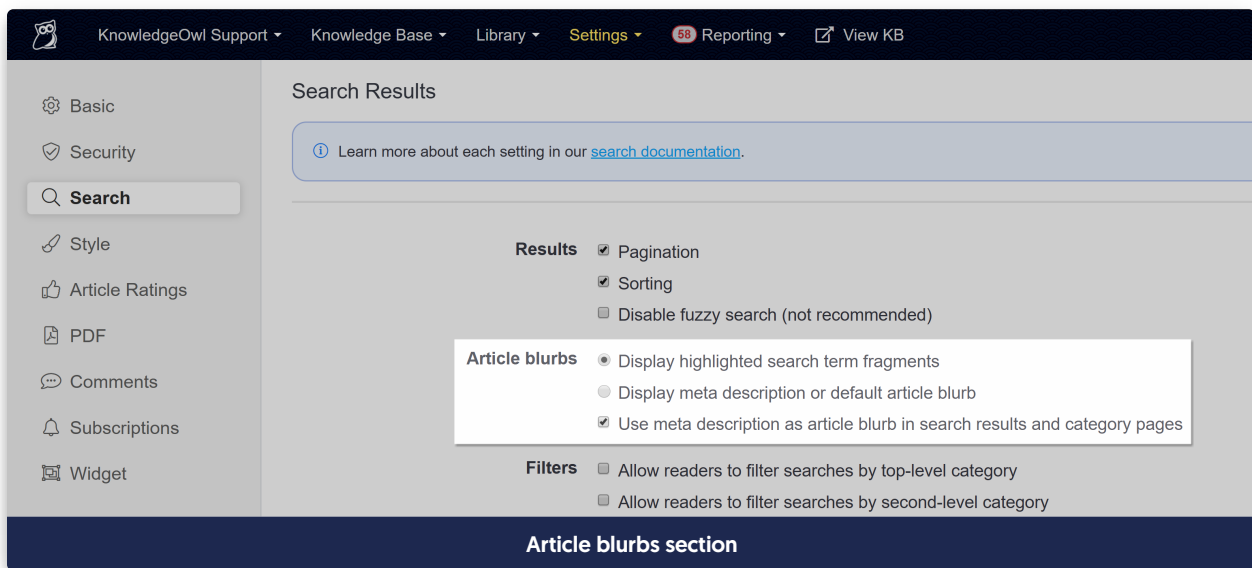 KnowledgeOwl Support Knowledge Base Library Settings 58 Reporting View KB
Basic
Security
Search
Style
Article Ratings
PDF
Comments
Subscriptions
Widget
Search Results
Learn more about each setting in our search documentation.
Results Pagination
Sorting
Disable fuzzy search (not recommended)
Article blurbs Display highlighted search term fragments
Display meta description or default article blurb
Use meta description as article blurb in search results and category pages
Filters Allow readers to filter searches by top-level category
Allow readers to filter searches by second-level category
Article blurbs section